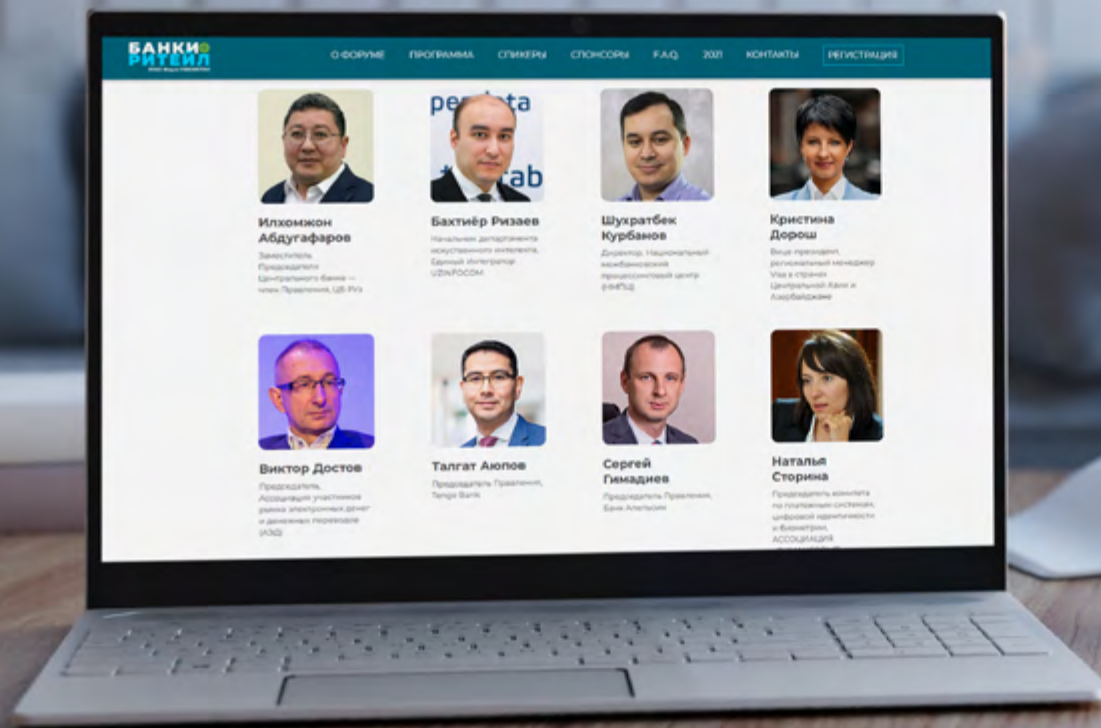 БАНКИ
РИТЕЙЛ
О ФОРУМЕ ПРОГРАММА СПИКЕРЫ СПОНСОРЫ F.A.Q. 2021 КОНТАКТЫ РЕГИСТРАЦИЯ
Илхомжон
Абдугафаров
Заместитель
Председателя
Центрального банка —
член Правления, ЦБ РУз
Бахтиёр Ризаев
Начальник департамента
искусственного интеллекта,
Единый интегратор
UZINFOCOM
Шухратбек
Курбанов
Директор, Национальный
межбанковский
процессинговый центр
Кристина
Дорош
Вице-президент,
региональный менеджер
Visa в странах
Центральной Азии и
Азербайджане
Виктор Достов
Председатель,
Ассоциация участников
рынка электронных денег
и денежных переводов
(АЭД)
Талгат Аюпов
Председатель Правления,
Tenge Bank
Сергей
Гимадиев
Председатель Правления,
Банк Апельсин
Наталья
Сторина
Председатель комитета
по платежным системам,
цифровой идентичности
и биометрии,
АССОЦИАЦИЯ